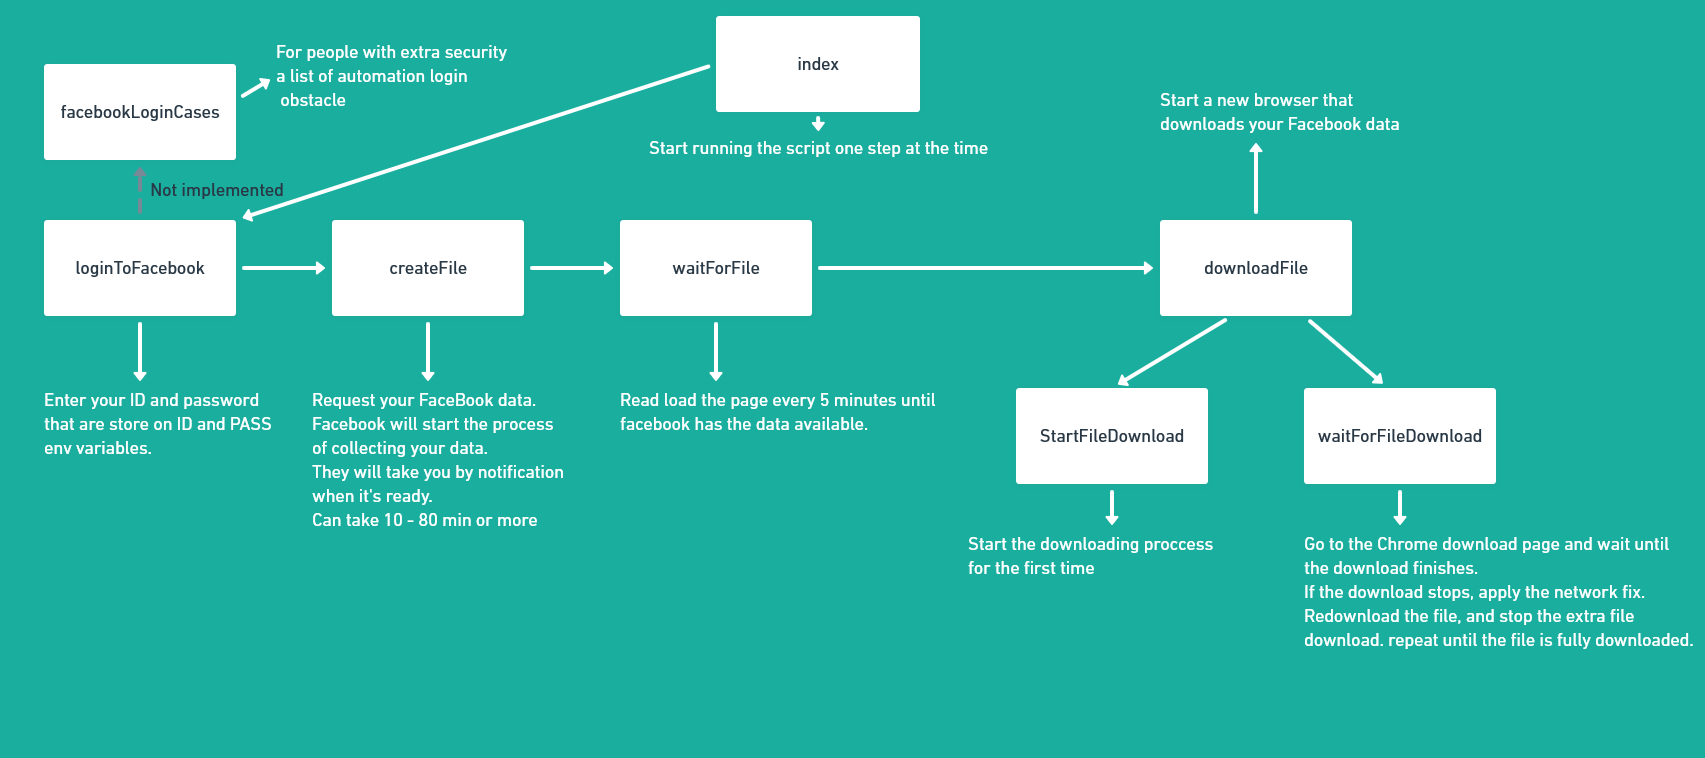 index
Start running the script one step at the time
facebookLoginCases
For people with extra security
a list of automation login
obstacle
Not implemented
loginToFacebook
Enter your ID and password
that are store on ID and PASS
env variables.
createFile
Request your FaceBook data.
Facebook will start the process
of collecting your data.
They will take you by notification
when it's ready.
Can take 10 - 80 min or more
waitForFile
Read load the page every 5 minutes until
facebook has the data available.
Start a new browser that
downloads your Facebook data
downloadFile
StartFileDownload
Start the downloading proccess
for the first time
waitForFileDownload
Go to the Chrome download page and wait until
the download finishes.
If the download stops, apply the network fix.
Redownload the file, and stop the extra file
download. repeat until the file is fully downloaded.